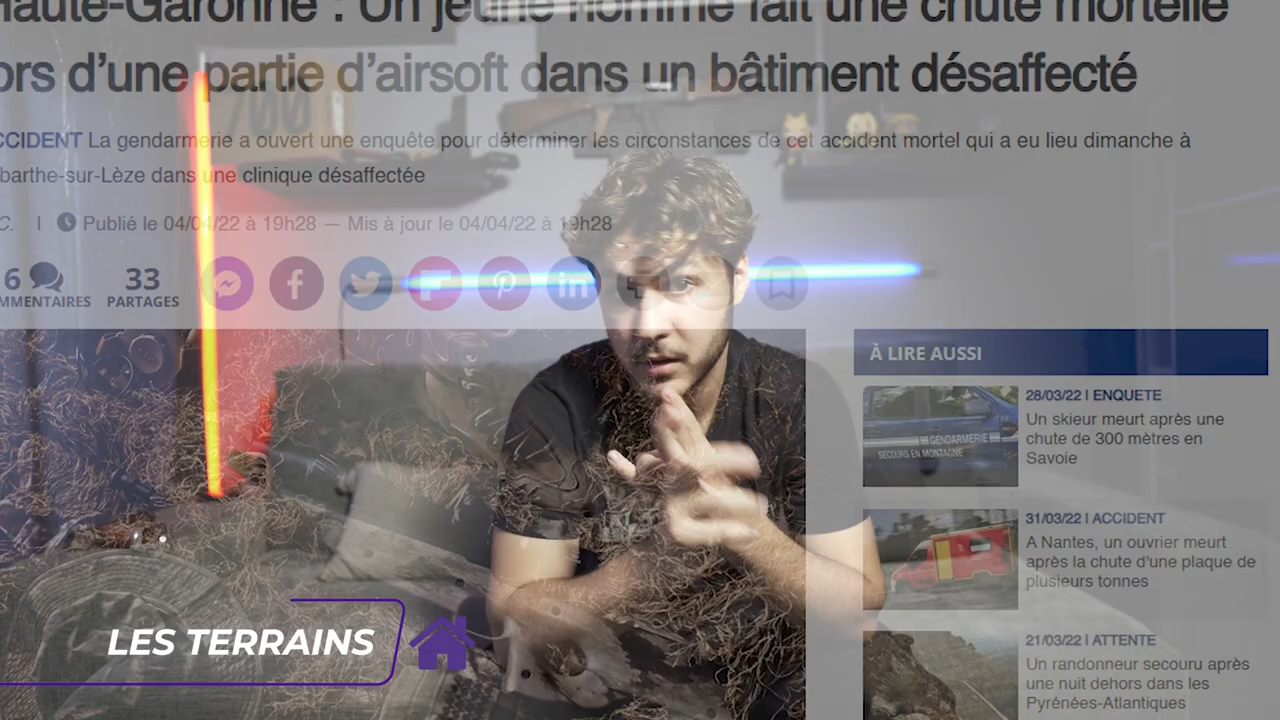 Haute-Garonne : Un jeune homme fait une chute mortelle
ors d’une partie d’airsoft dans un bâtiment désaffecté
CCIDENT La gendarmerie a ouvert une enquête pour déterminer les circonstances de cet accident mortel qui a eu lieu dimanche à
barthe-sur-Lèze dans une clinique désaffectée
C. I Publié le 04/04/22 à 19h28 — Mis à jour le 04/04/22 à 19h28
6
33
MMENTAIRES
PARTAGES
À LIRE AUSSI
28/03/22 I ENQUETE
Un skieur meurt après une
chute de 300 mètres en
Savoie
GENDARMERIE
SECOURS EN MONTAGNE
31/03/22 I ACCIDENT
A Nantes, un ouvrier meurt
après la chute d'une plaque de
plusieurs tonnes
21/03/22 I ATTENTE
Un randonneur secouru après
une nuit dehors dans les
Pyrénées-Atlantiques
LES TERRAINS